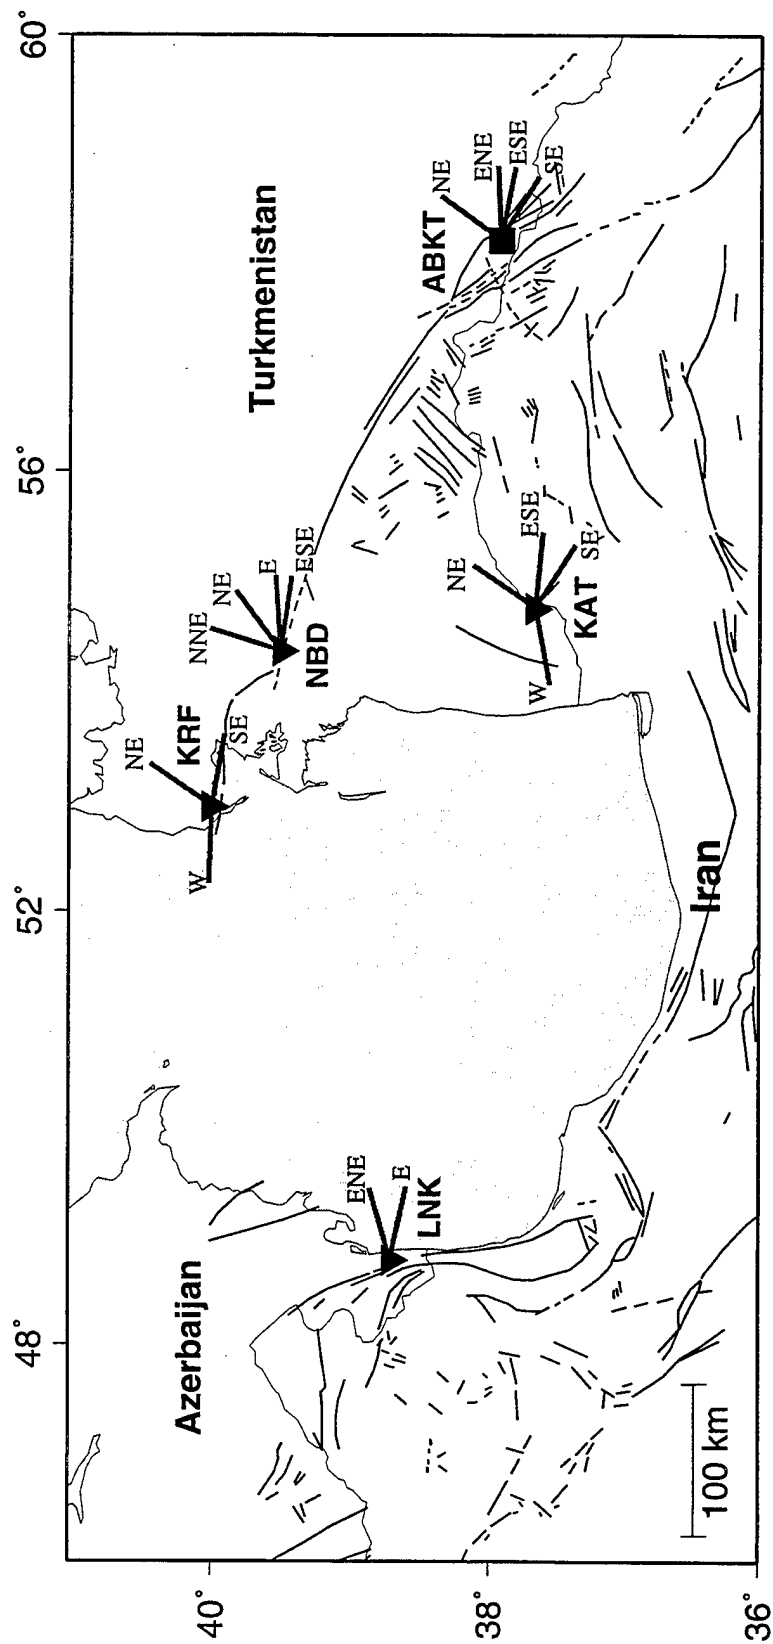 48°
52°
56°
60°
40°
38°
36°
Azerbaijan
Turkmenistan
Iran
LNK
ENE
E
KRF
W
NE
SE
NBD
NNE
NE
E
ESE
KAT
W
NE
ESE
SE
ABKT
NE
ENE
ESE
SE
100 km